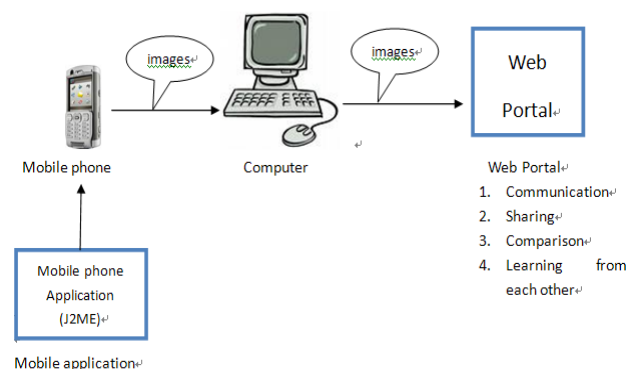 images
images
Web
Portal
Mobile phone
Computer
Web Portal
1. Communication
2. Sharing
3. Comparison
4. Learning from
each other
Mobile phone
Application
(J2ME)
Mobile application